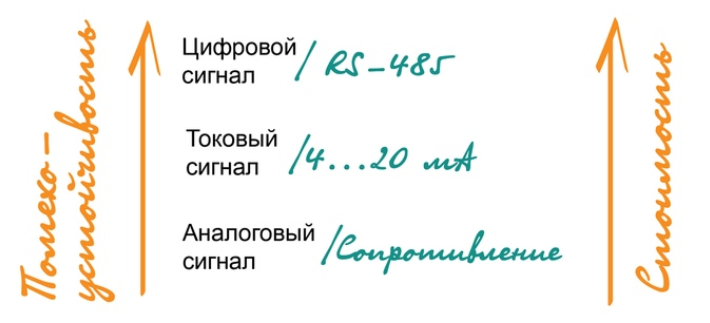 Помехо-
устойчивость
Цифровой
сигнал / RS-485
Токовый
сигнал /4...20 мА
Аналоговый
сигнал /Сопротивление
Стоимость